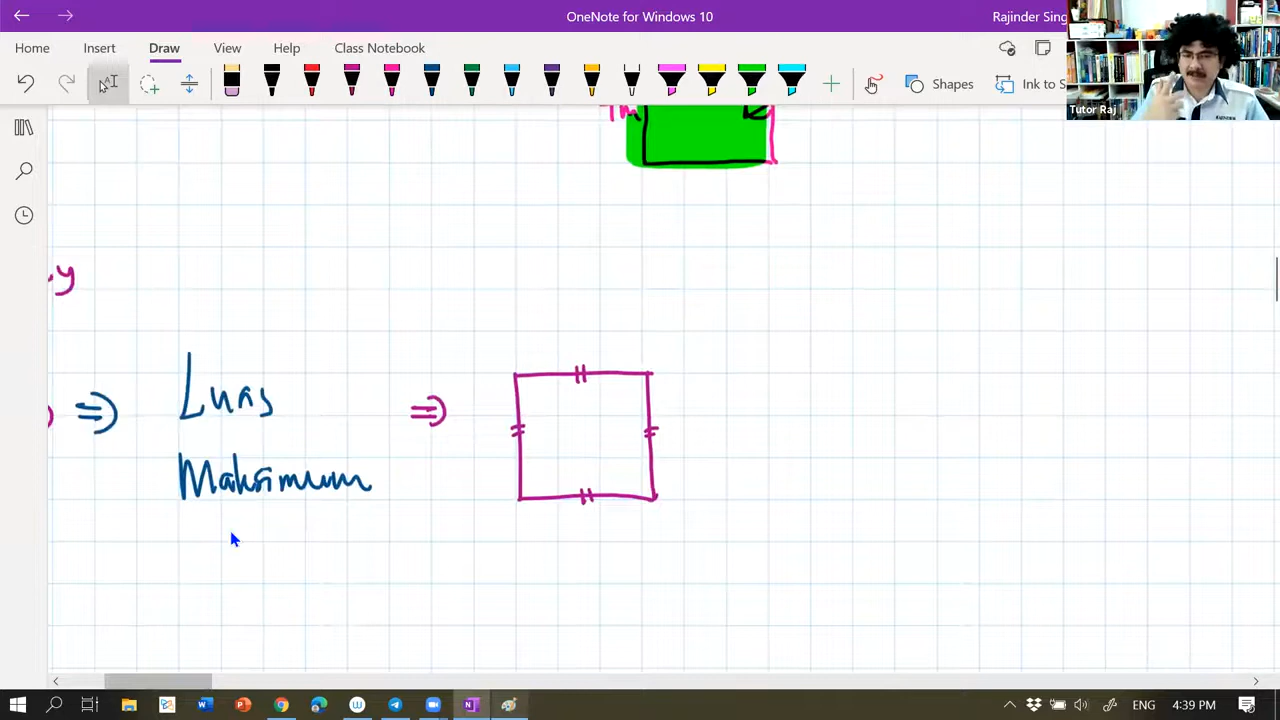 OneNote for Windows 10
Rajinder Sing
Home
Insert
Draw
View
Help
Class Notebook
Shapes
Ink to S
Tutor Raj
y
Luas
Maksimum
ENG
4:39 PM